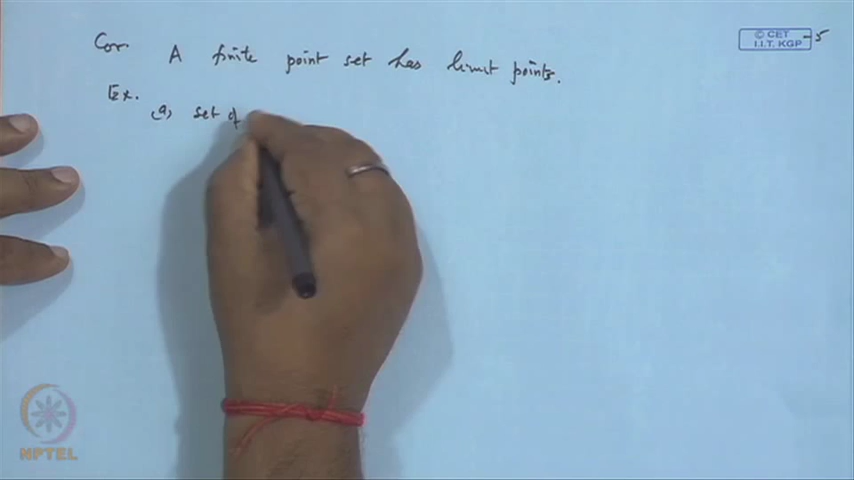 © CET
I.I.T. KGP
-5
Cor. A finite point set has limit points.
Ex.
(a) set of
NPTEL